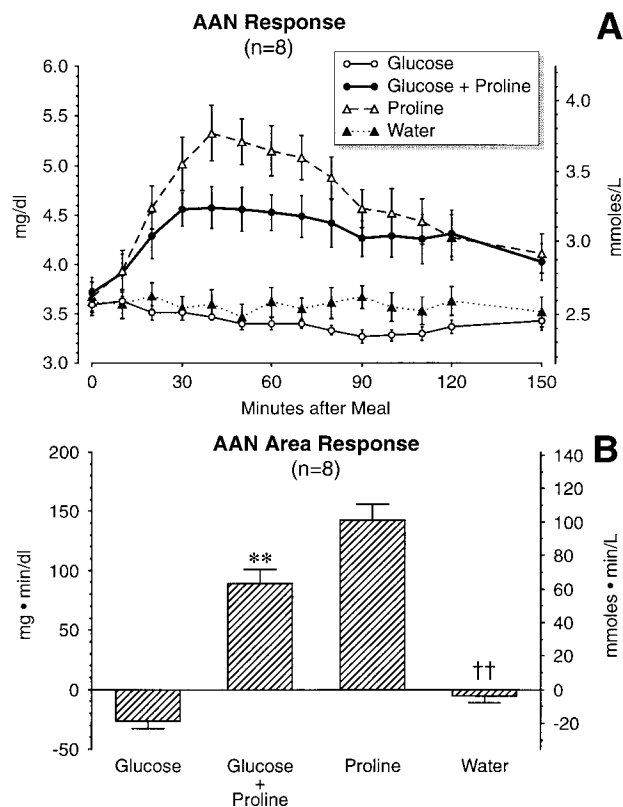 AAN Response
(n=8)
A
Glucose
Glucose + Proline
Proline
Water
6.0
5.5
5.0
4.5
4.0
3.5
3.0
mg/dl
4.0
3.5
3.0
2.5
mmoles/L
0
30
60
90
120
150
Minutes after Meal
AAN Area Response
(n=8)
B
200
150
100
50
0
-50
mg • min/dl
140
120
100
80
60
40
20
0
-20
mmoles • min/L
**
††
Glucose
Glucose
+
Proline
Proline
Water